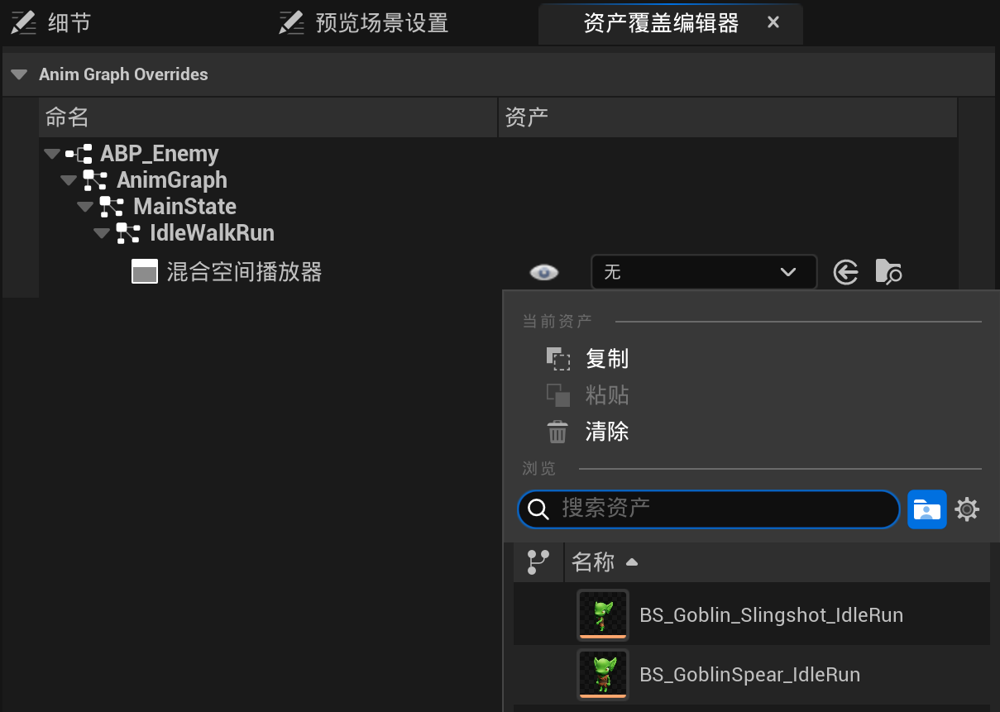 细节 预览场景设置 资产覆盖编辑器
Anim Graph Overrides
命名 资产
ABP_Enemy
AnimGraph
MainState
IdleWalkRun
混合空间播放器 无
当前资产
复制
粘贴
清除
浏览
搜索资产
名称
BS_Goblin_Slingshot_IdleRun
BS_GoblinSpear_IdleRun